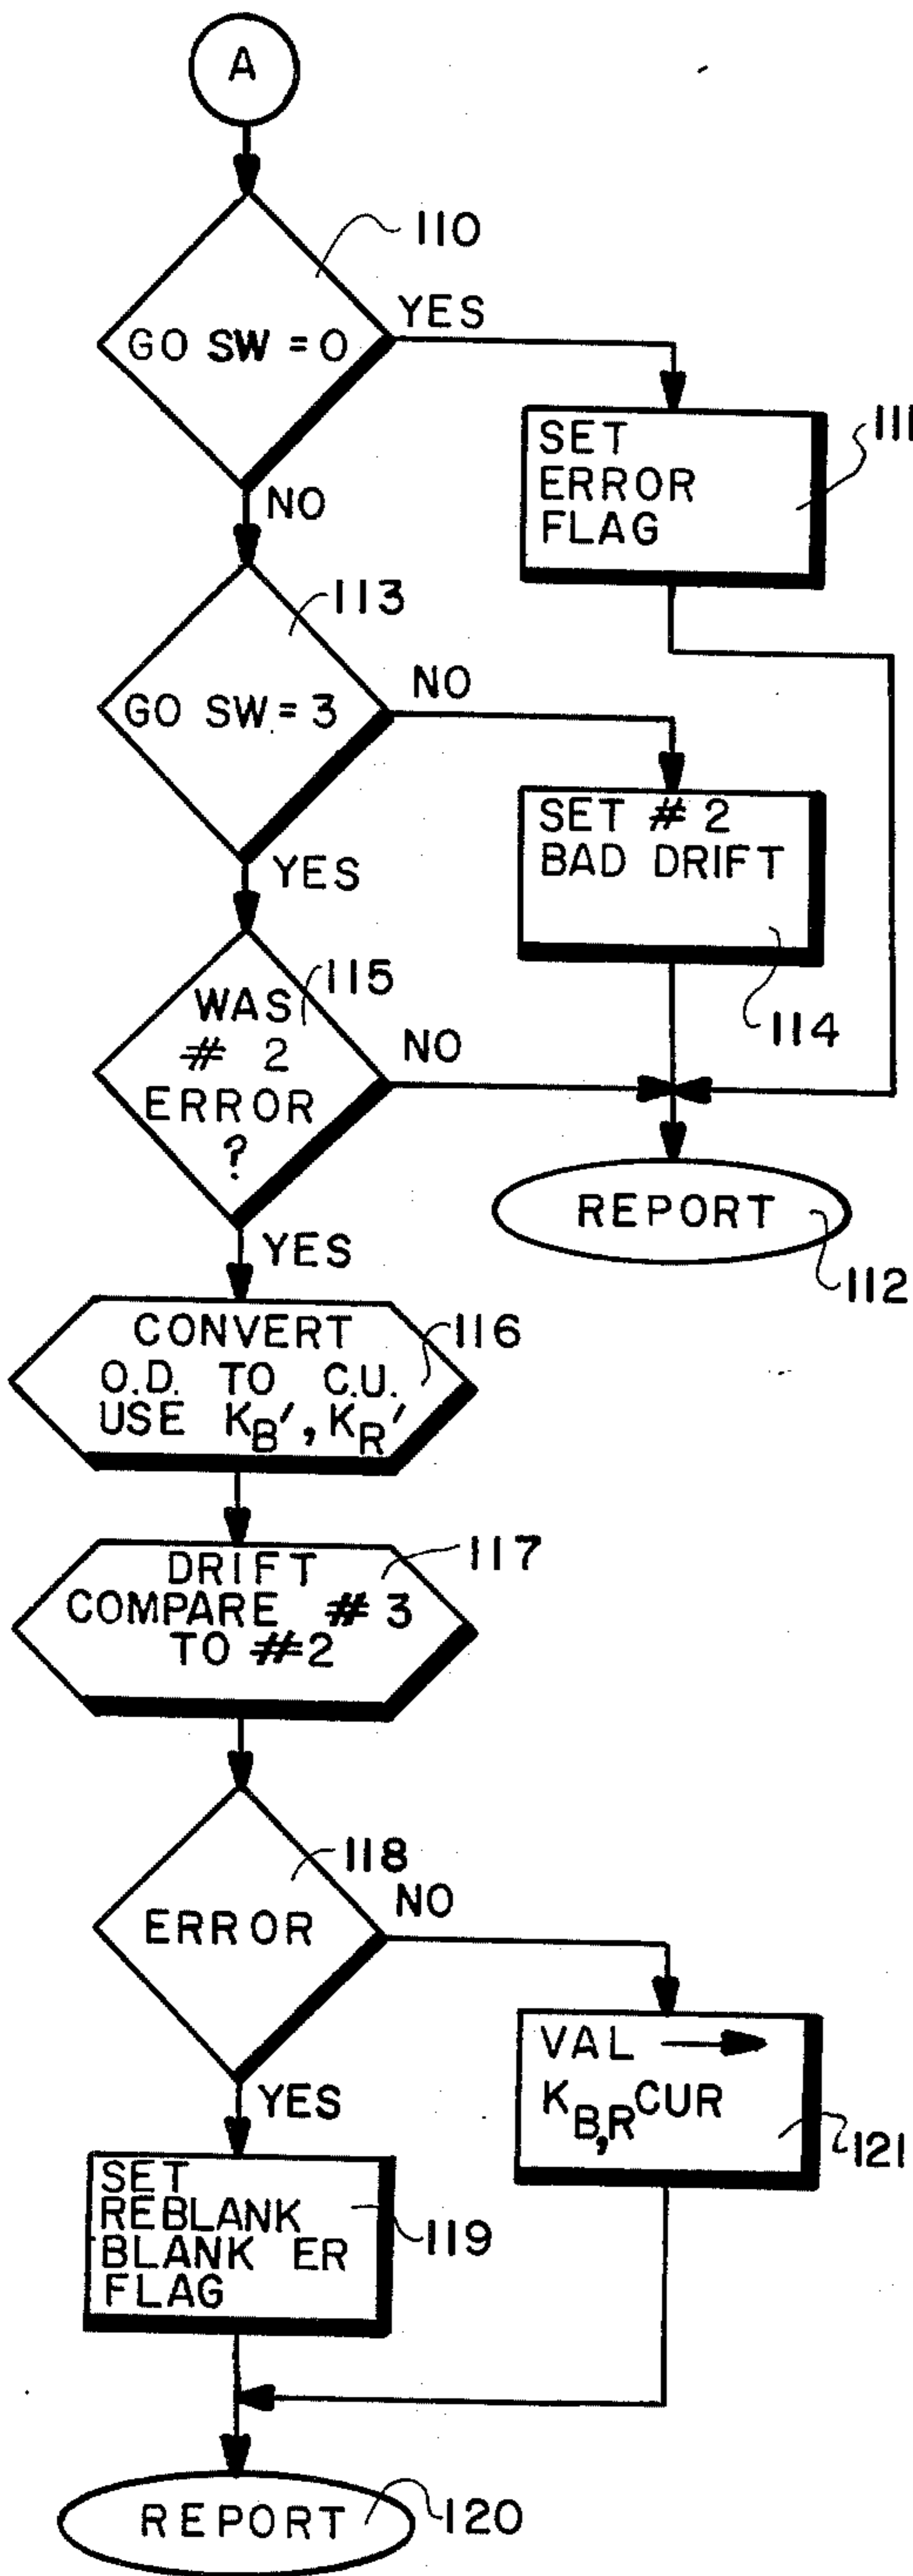 A
110
YES
GO SW = 0
NO
111
SET
ERROR
FLAG
113
NO
GO SW = 3
YES
SET # 2
BAD DRIFT
114
115
WAS
# 2
ERROR
?
NO
YES
REPORT
112
CONVERT
116
O.D. TO C.U.
USE KB', KR'
117
DRIFT
COMPARE # 3
TO #2
118
NO
ERROR
YES
VAL →
KB,R CUR
121
SET
REBLANK
BLANK ER
FLAG
119
REPORT
120